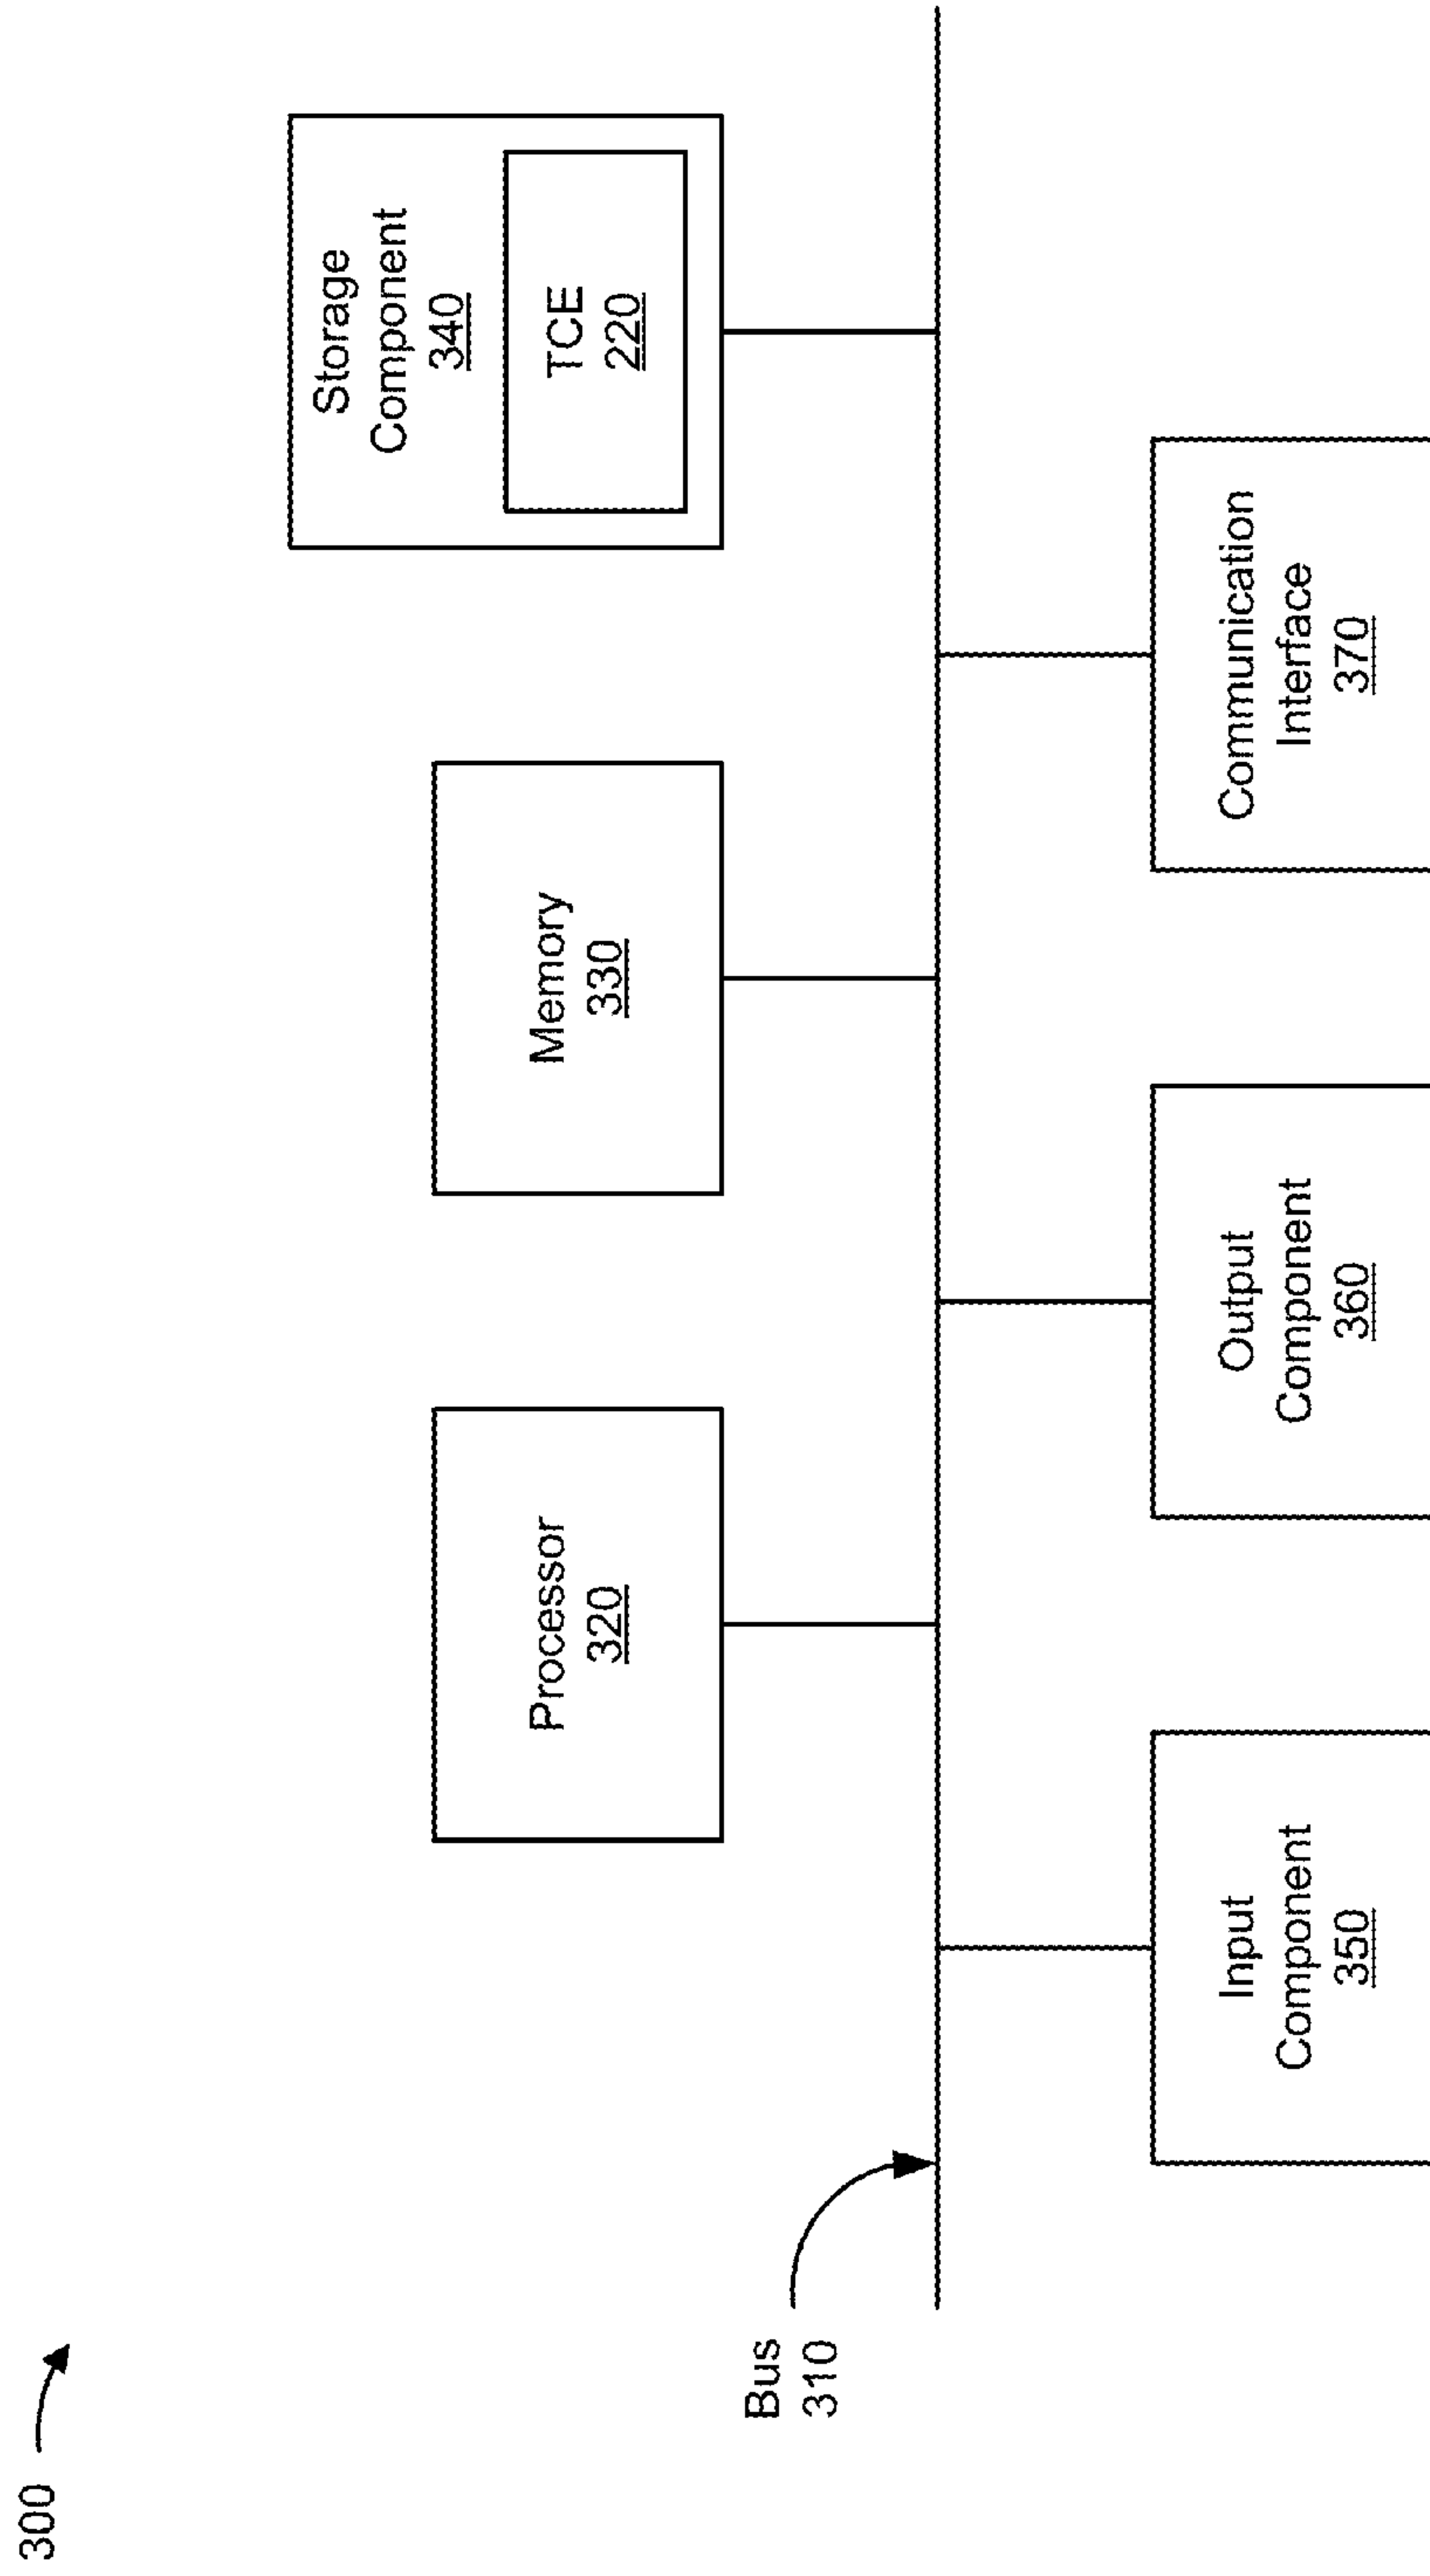 300
Processor
320
Memory
330
Storage
Component
340
TCE
220
Bus
310
Input
Component
350
Output
Component
360
Communication
Interface
370